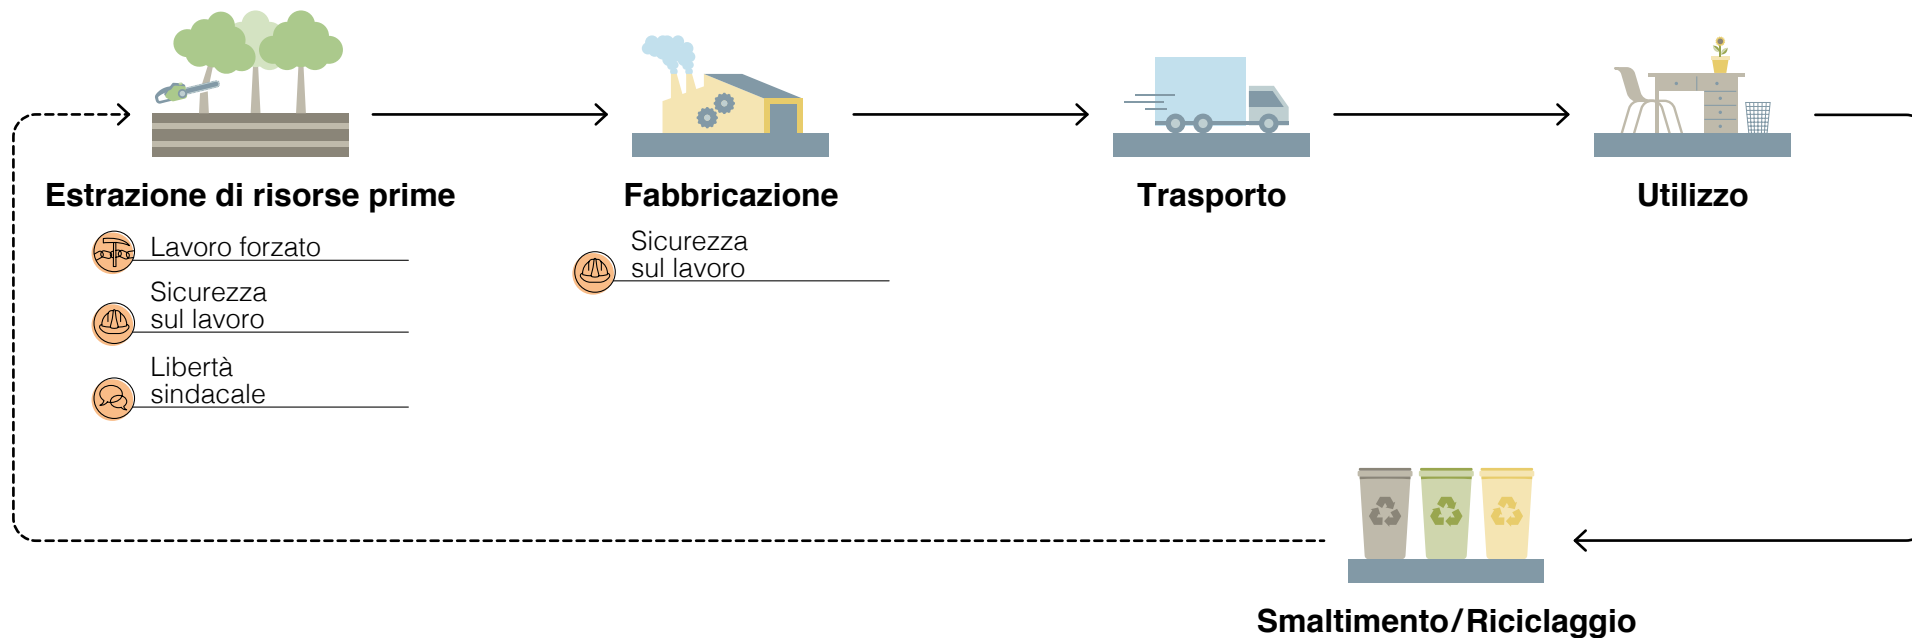 Estrazione di risorse prime
Lavoro forzato
Sicurezza
sul lavoro
Libertà
sindacale
Fabbricazione
Sicurezza
sul lavoro
Trasporto
Utilizzo
Smaltimento/Riciclaggio